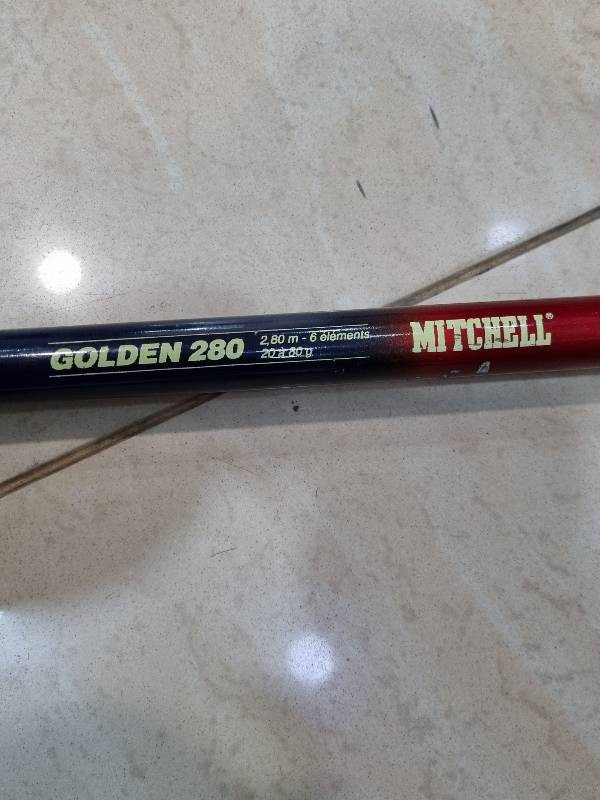 GOLDEN 280
2,80 m - 6 éléments
20 à 80 g
MITCHELL®